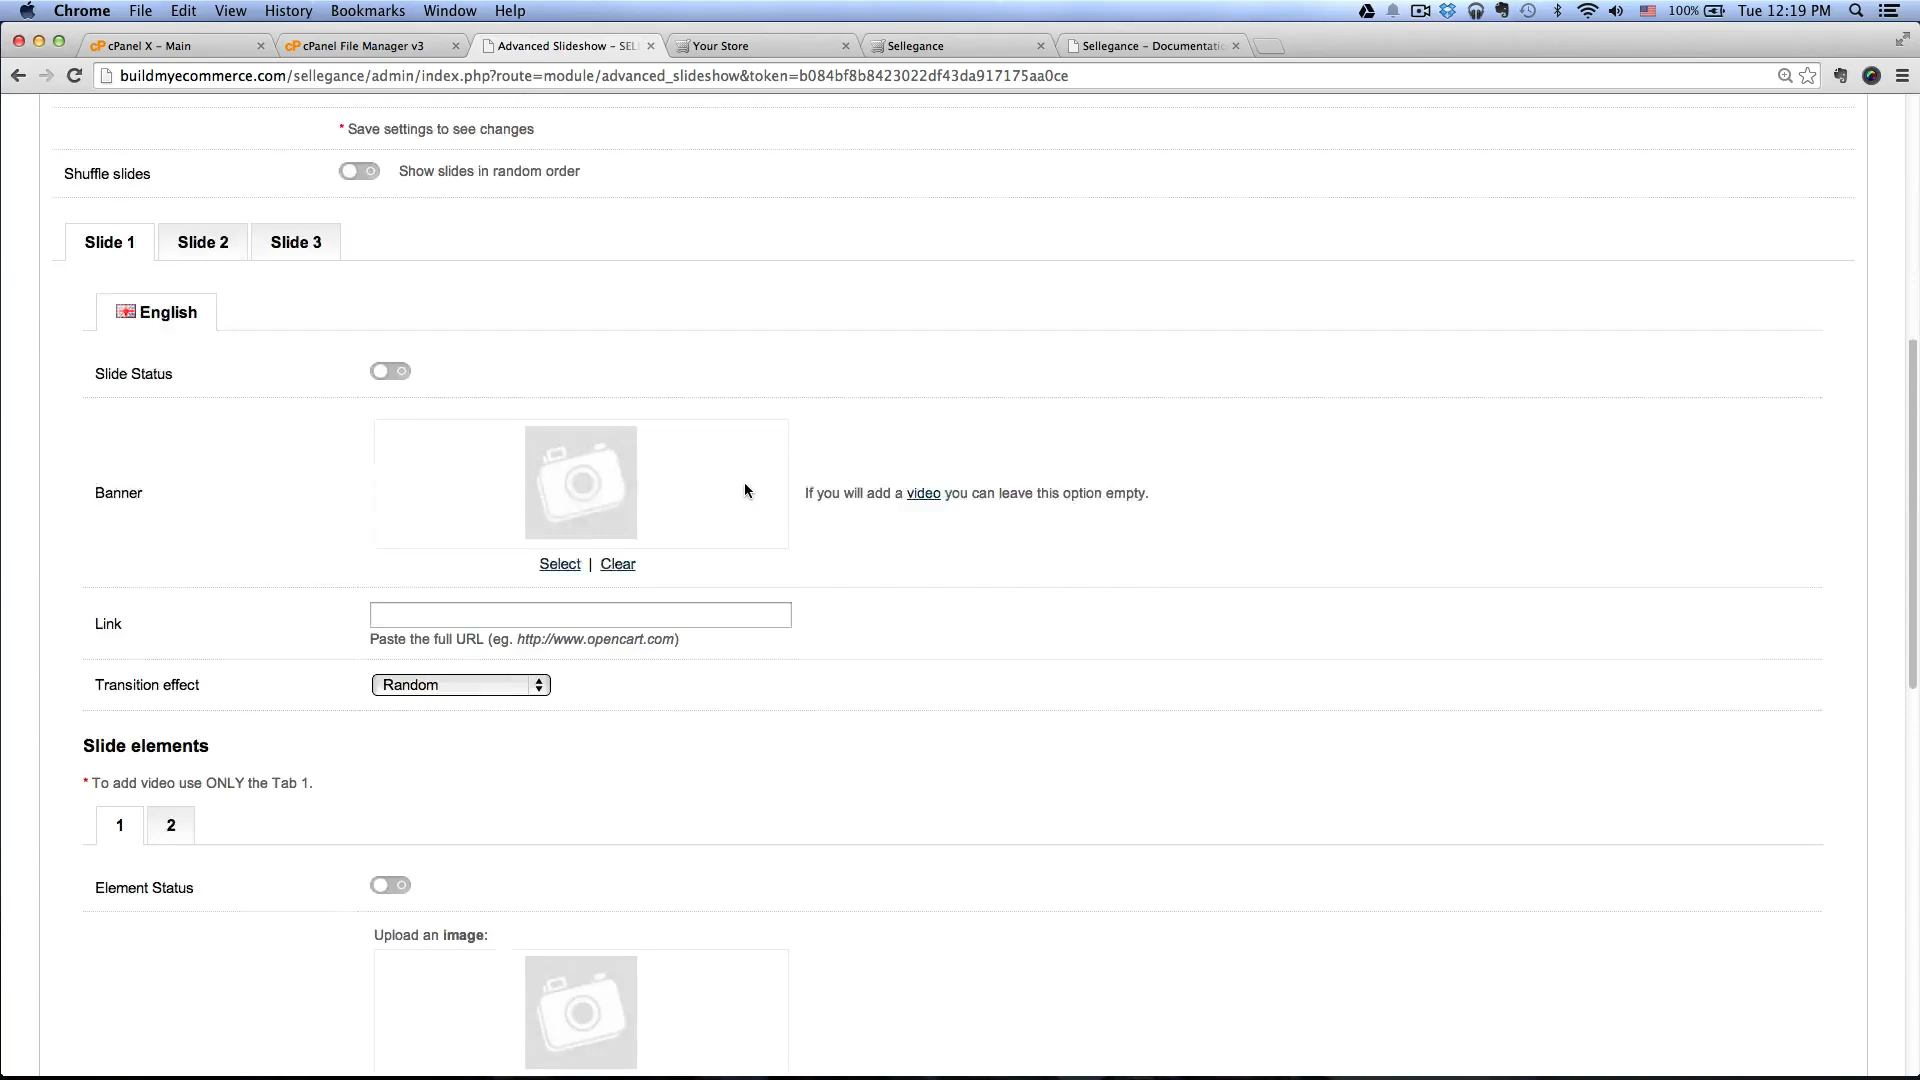 Chrome File Edit View History Bookmarks Window Help 100% Tue 12:19 PM
cPanel X - Main
cPanel File Manager v3
Advanced Slideshow - SEL
Your Store
Sellegance
Sellegance - Documentatio
buildmyecommerce.com/sellegance/admin/index.php?route=module/advanced_slideshow&token=b084bf8b8423022df43da917175aa0ce
* Save settings to see changes
Shuffle slides
Show slides in random order
Slide 1
Slide 2
Slide 3
English
Slide Status
Banner
If you will add a video you can leave this option empty.
Select | Clear
Link
Paste the full URL (eg. http://www.opencart.com)
Transition effect
Random
Slide elements
* To add video use ONLY the Tab 1.
1
2
Element Status
Upload an image: